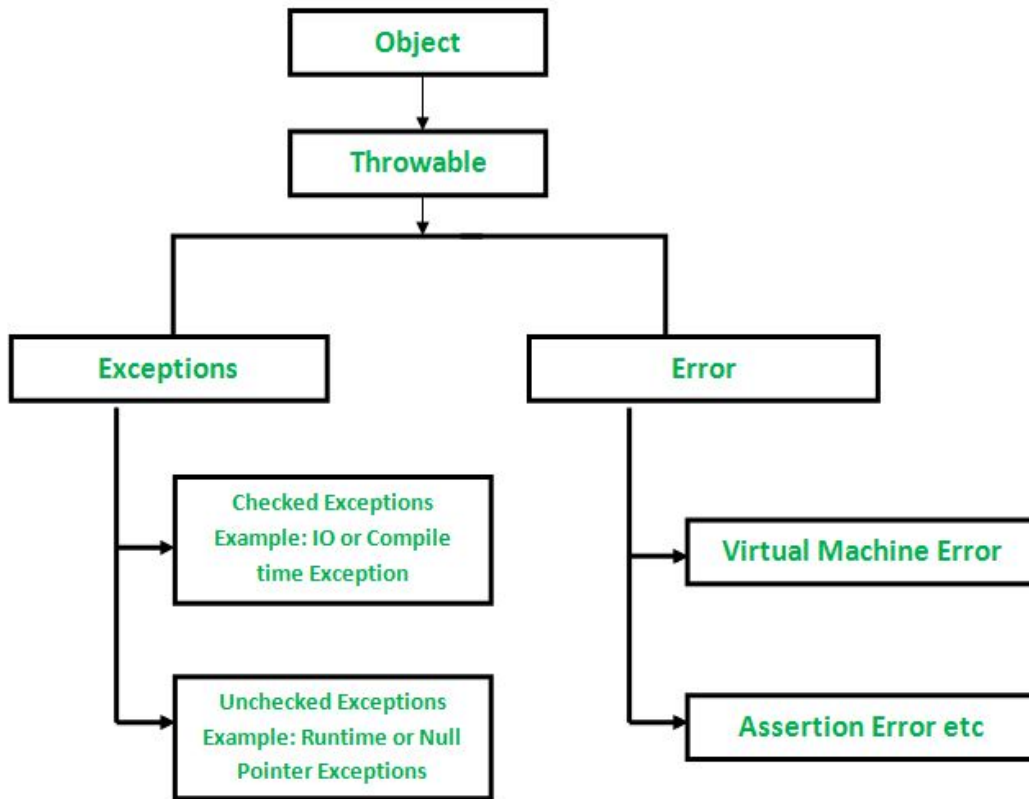 Object
Throwable
Exceptions
Error
Checked Exceptions
Example: IO or Compile
time Exception
Virtual Machine Error
Unchecked Exceptions
Example: Runtime or Null
Pointer Exceptions
Assertion Error etc